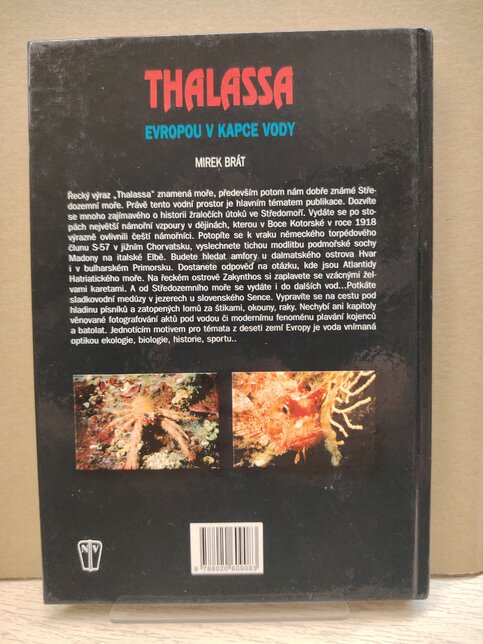 THALASSA
EVROPOU V KAPCE VODY
MIREK BRÁT
Řecký výraz „Thalassa" znamená moře, především potom nám dobře známé Stře-
dozemní moře. Právě tento vodní prostor je hlavním tématem publikace. Dozvíte
se mnoho zajímavého o historii žraločích útoků ve Středomoří. Vydáte se po sto-
pách největší námořní vzpoury v dějinách, kterou v Boce Kotorské v roce 1918
výrazně ovlivnili čeští námořníci. Potopíte se k vraku německého torpédového
člunu S-57 v jižním Chorvatsku, vyslechnete tichou modlitbu podmořské sochy
Madony na italské Elbě. Budete hledat amfory u dalmatského ostrova Hvar
i v bulharském Primorsku. Dostanete odpověď na otázku, kde jsou Atlantidy
Hatriatického moře. Na řeckém ostrově Zakynthos si zaplavete se vzácnými žel-
vami karetami. A od Středozemního moře se vydáte i do dalších vod...Potkáte
sladkovodní medúzy v jezerech u slovenského Sence. Vypravíte se na cestu pod
hladinu písníků a zatopených lomů za štikami, okouny, raky. Nechybí ani kapitoly
věnované fotografování aktů pod vodou či modernímu fenoménu plavání kojenců
a batolat. Jednotícím motivem pro témata z deseti zemí Evropy je voda vnímaná
optikou ekologie, biologie, historie, sportu..
N V
9 788020 609083